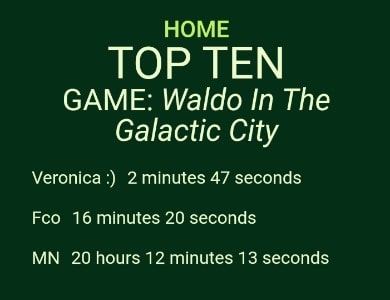 HOME
TOP TEN
GAME: Waldo In The
Galactic City
Veronica :) 2 minutes 47 seconds
Fco 16 minutes 20 seconds
MN 20 hours 12 minutes 13 seconds